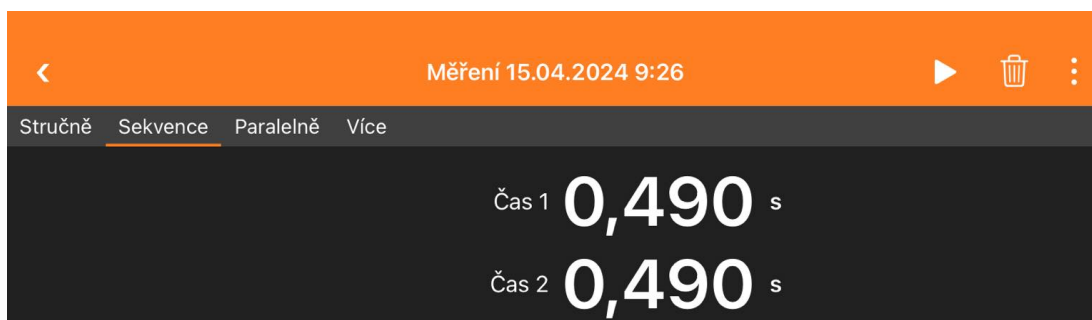 Měření 15.04.2024 9:26
Stručně Sekvence Paralelně Více
Čas 1 0,490 s
Čas 2 0,490 s